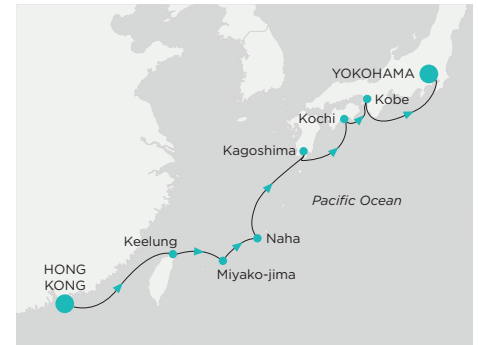 YOKOHAMA
Kobe
Kochi
Kagoshima
Pacific Ocean
Naha
Keelung
Miyako-jima
HONG
KONG